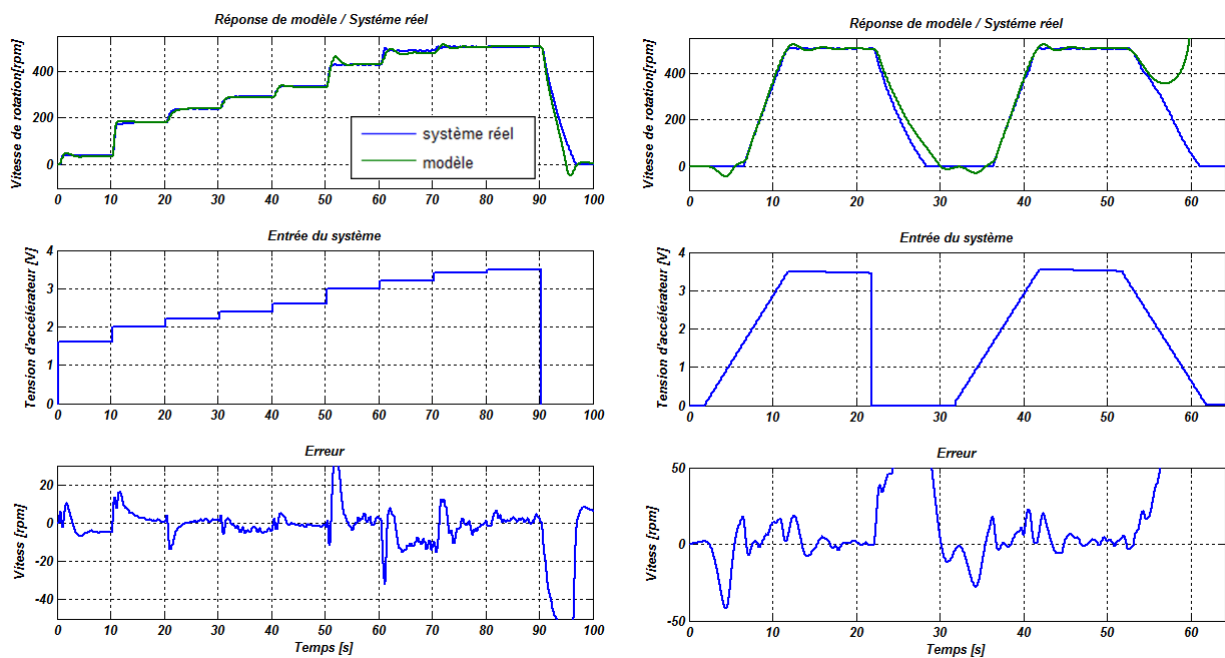 Réponse de modèle / Systéme réel
Vitesse de rotation[rpm]
400
200
0
système réel
modèle
0 10 20 30 40 50 60 70 80 90 100
Entrée du système
Tension d'accélérateur [V]
4
3
2
1
0
0 10 20 30 40 50 60 70 80 90 100
Erreur
Vitess [rpm]
20
0
-20
-40
0 10 20 30 40 50 60 70 80 90 100
Temps [s]
Réponse de modèle / Systéme réel
Vitesse de rotation[rpm]
400
200
0
0 10 20 30 40 50 60
Entrée du système
Tension d'accélérateur [V]
4
3
2
1
0
0 10 20 30 40 50 60
Erreur
Vitess [rpm]
50
0
-50
0 10 20 30 40 50 60
Temps [s]